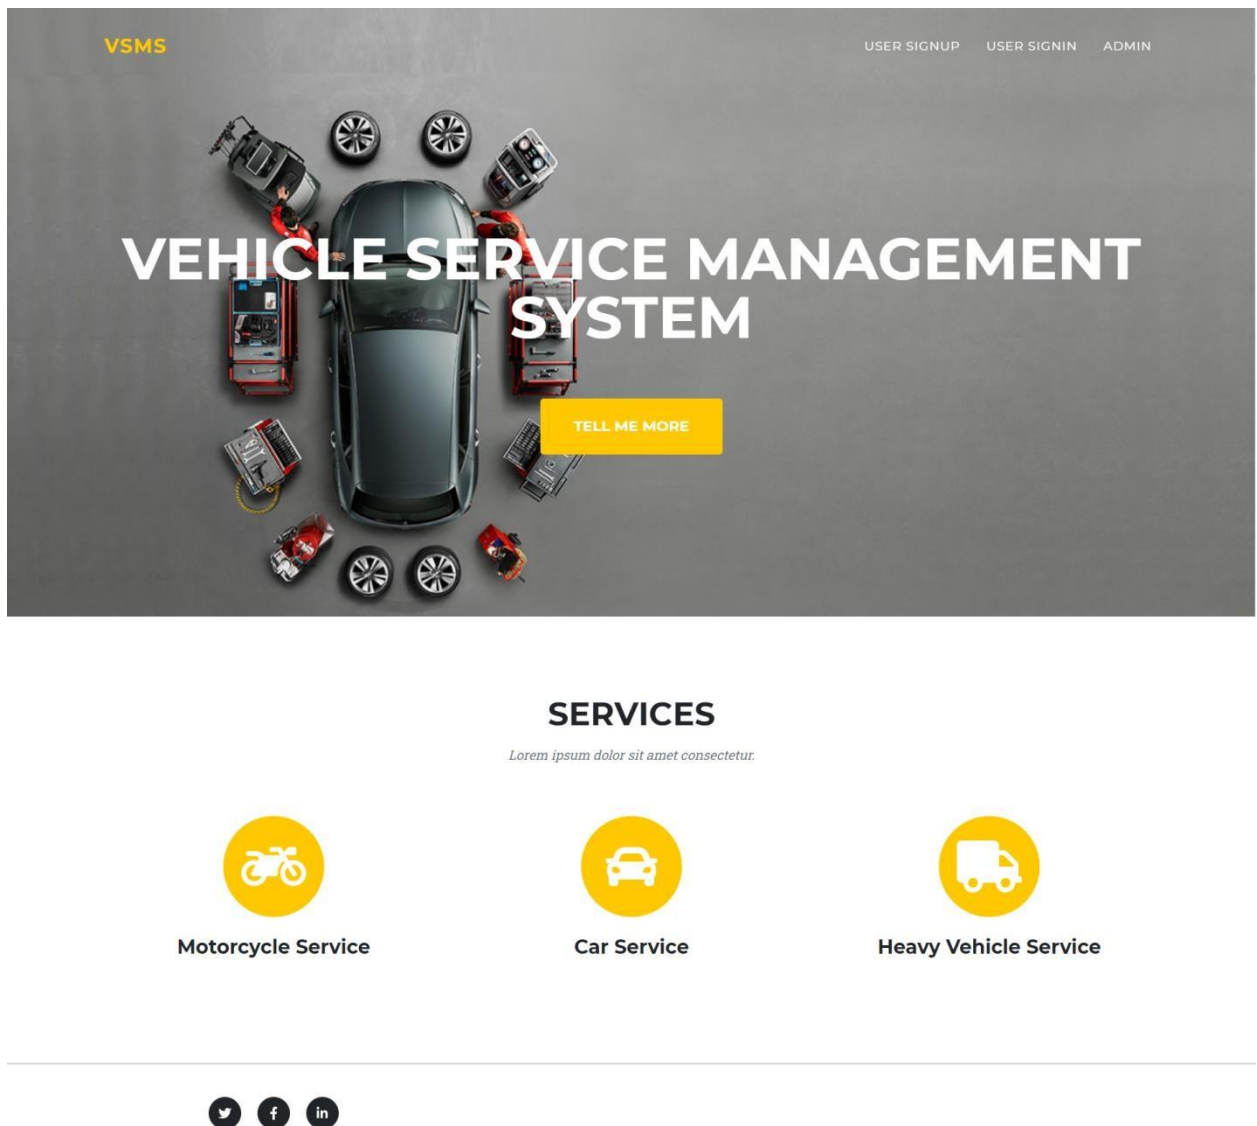 VSMS
USER SIGNUP USER SIGNIN ADMIN
VEHICLE SERVICE MANAGEMENT
SYSTEM
TELL ME MORE
SERVICES
Lorem ipsum dolor sit amet consectetur.
Motorcycle Service
Car Service
Heavy Vehicle Service